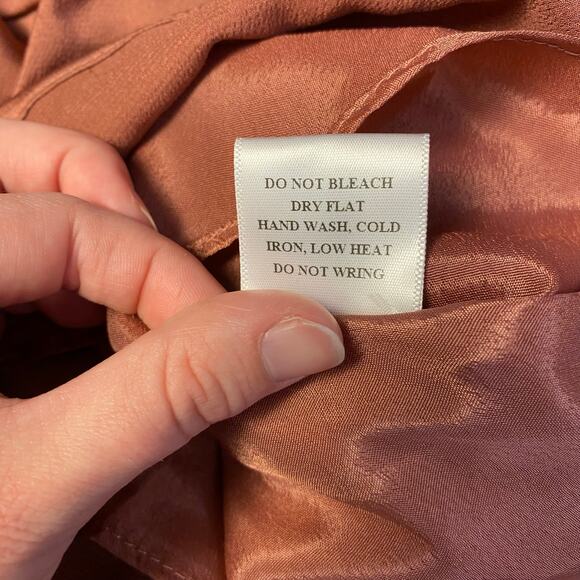 DO NOT BLEACH
DRY FLAT
HAND WASH, COLD
IRON, LOW HEAT
DO NOT WRING